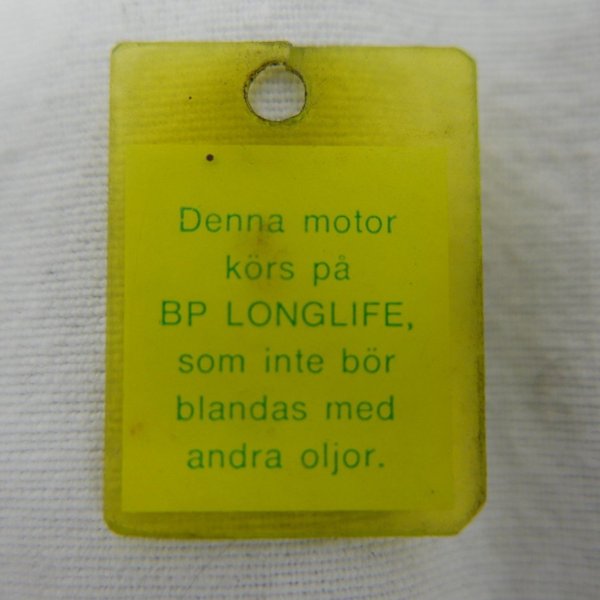 Denna motor
körs på
BP LONGLIFE,
som inte bör
blandas med
andra oljor.